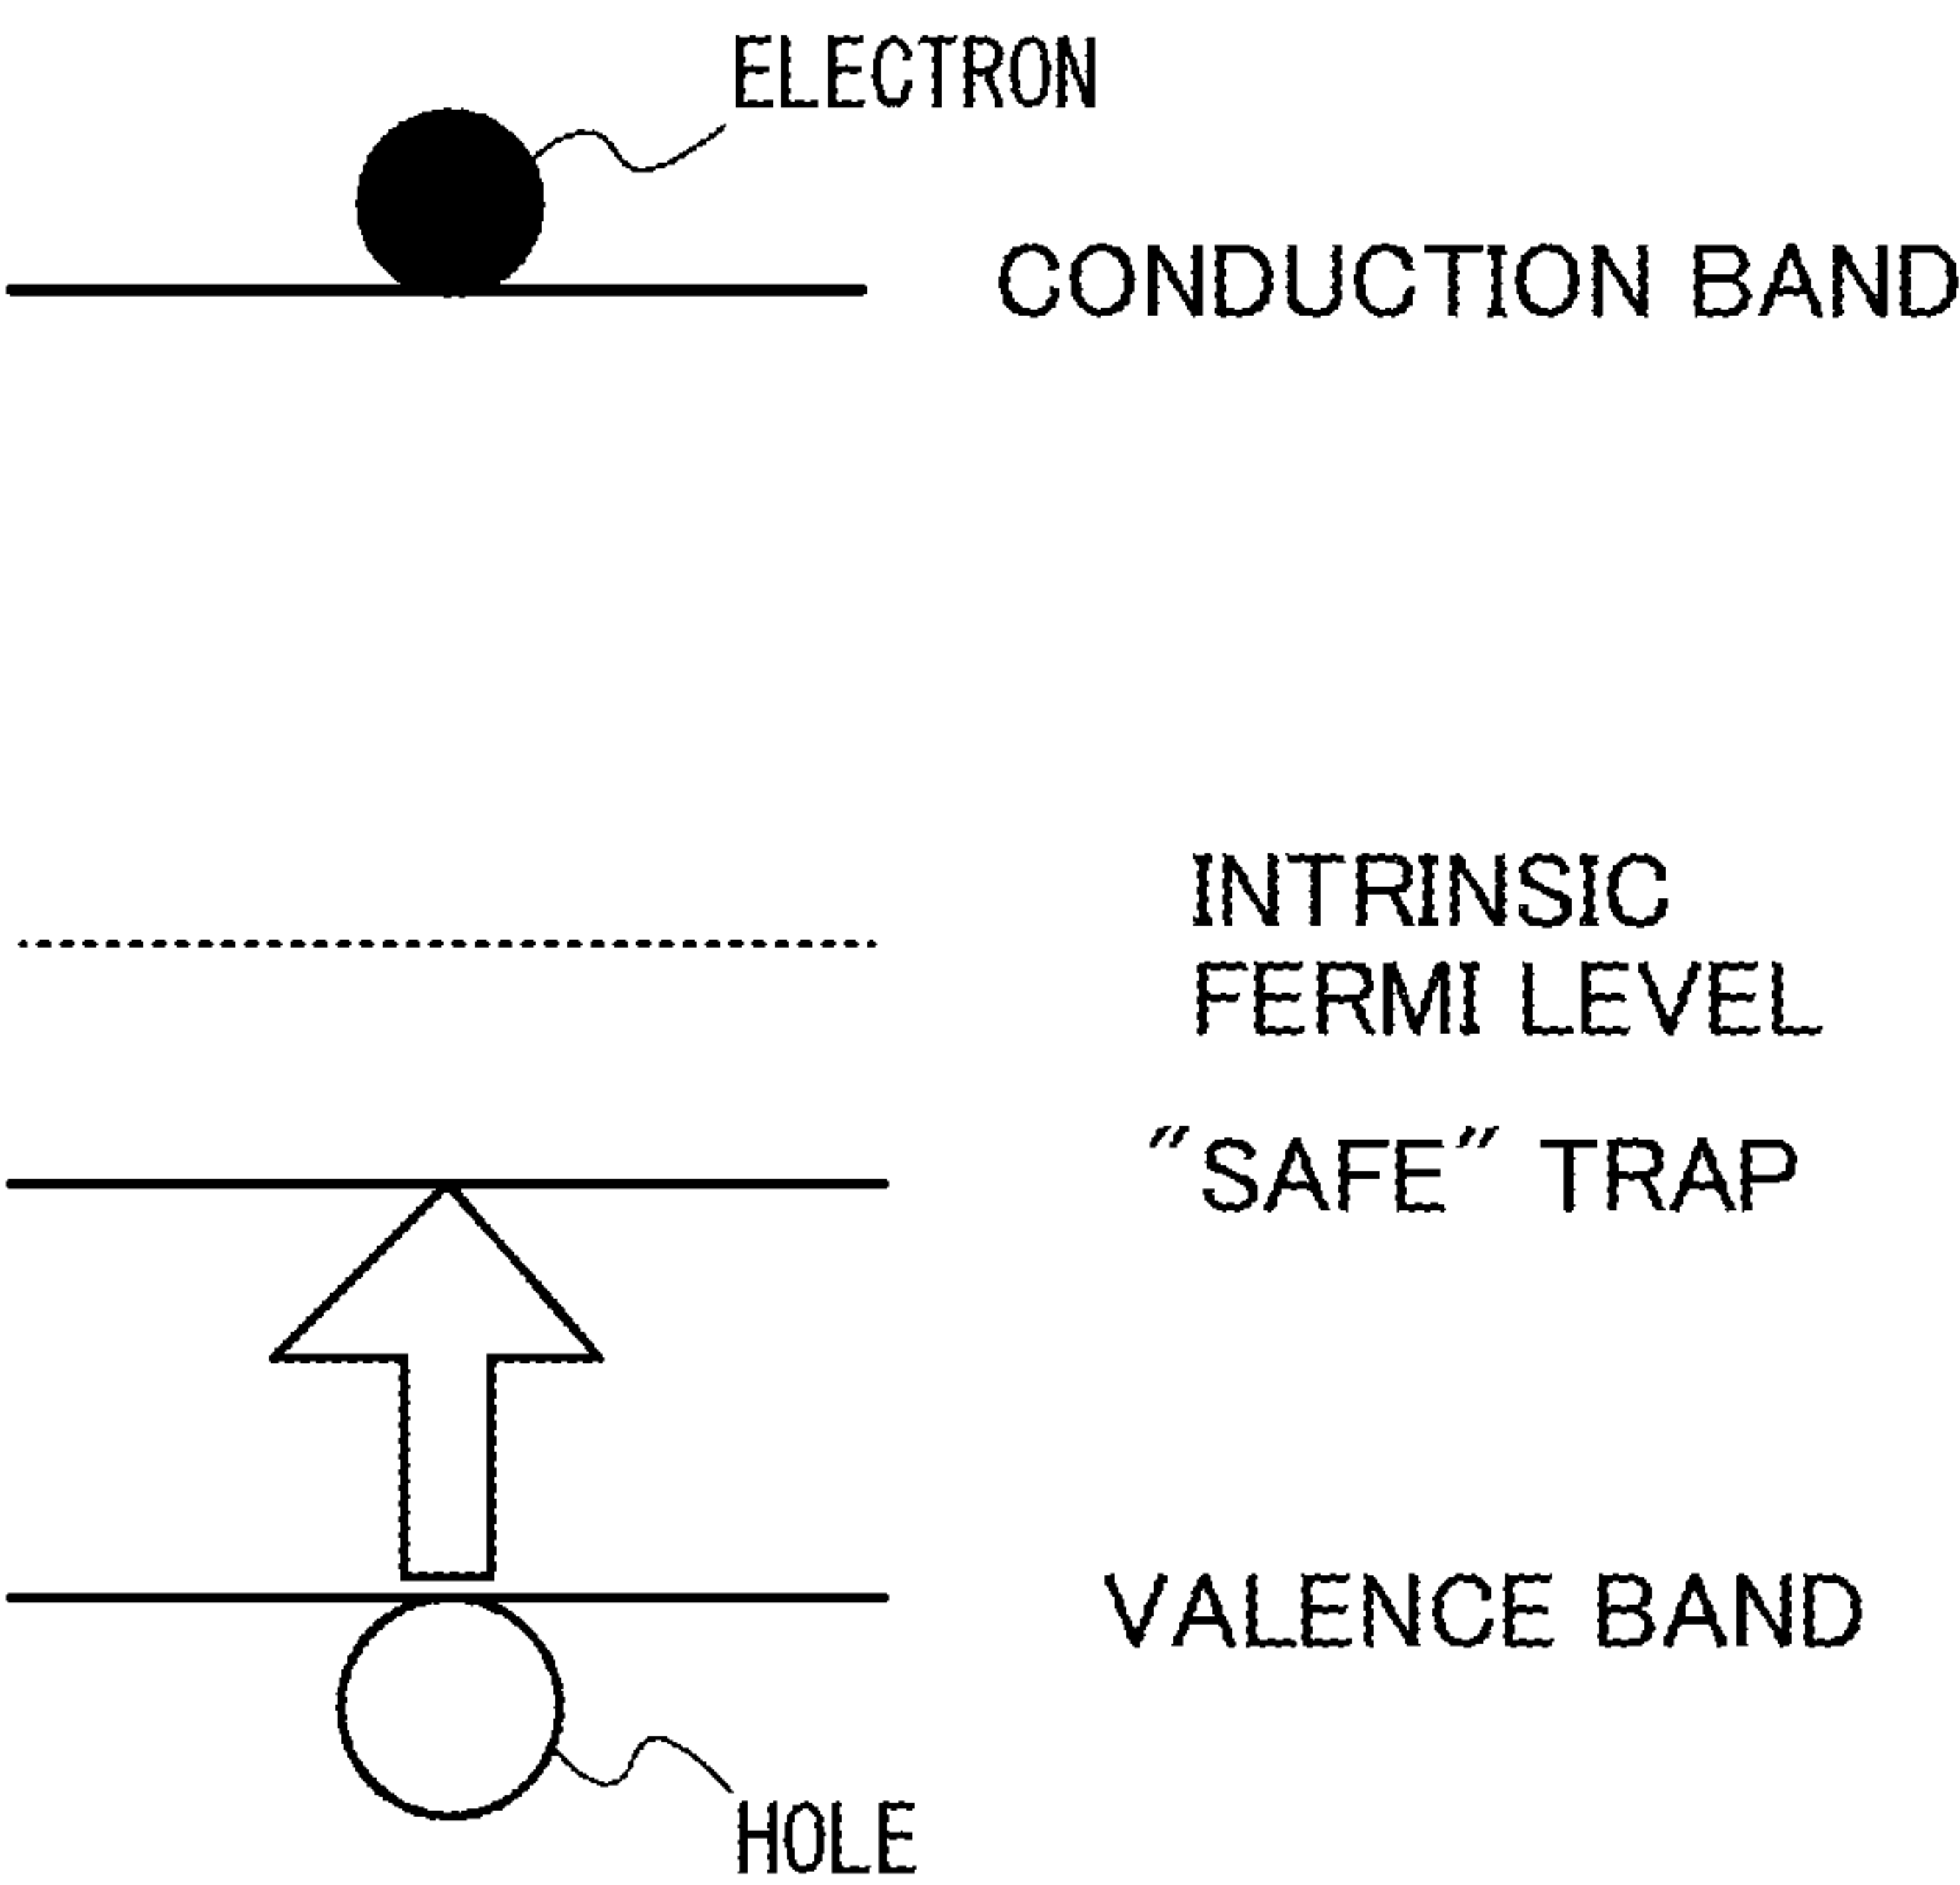 ELECTRON
CONDUCTION BAND
INTRINSIC
FERMI LEVEL
"SAFE" TRAP
VALENCE BAND
HOLE